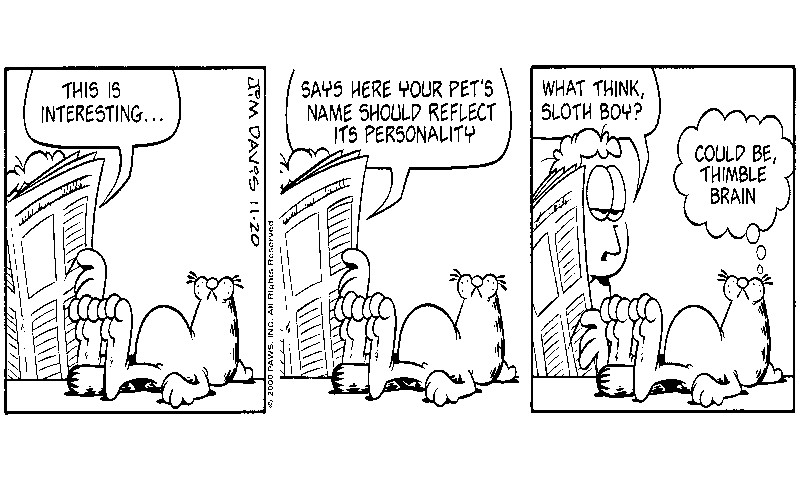 THIS IS
INTERESTING...
JIM DAVIS 11·20
© 2000 PAWS, INC. All Rights Reserved
SAYS HERE YOUR PET'S
NAME SHOULD REFLECT
ITS PERSONALITY
WHAT THINK,
SLOTH BOY?
COULD BE,
THIMBLE
BRAIN